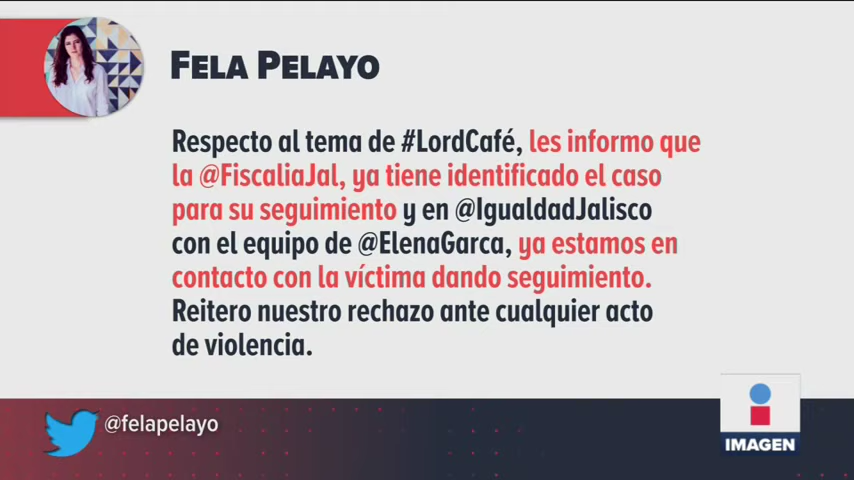 FELA PELAYO
Respecto al tema de #LordCafé, les informo que
la @FiscaliaJal, ya tiene identificado el caso
para su seguimiento y en @IgualdadJalisco
con el equipo de @ElenaGarca, ya estamos en
contacto con la víctima dando seguimiento.
Reitero nuestro rechazo ante cualquier acto
de violencia.
@felapelayo
IMAGEN